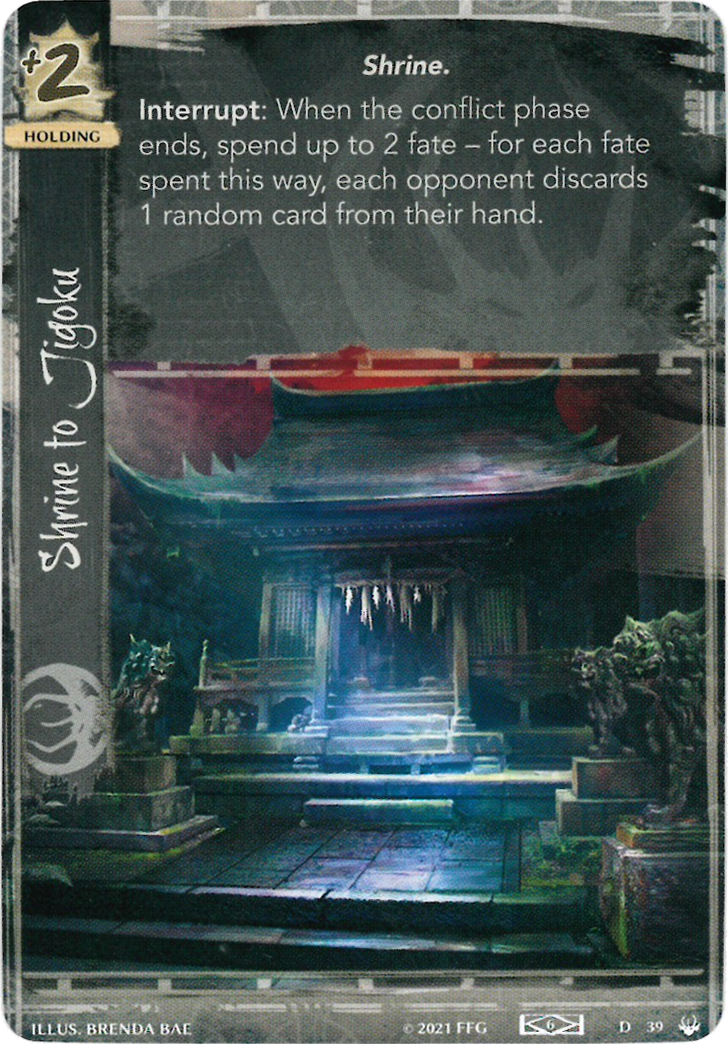 +2
HOLDING
Shrine to Jigoku
Shrine.
Interrupt: When the conflict phase
ends, spend up to 2 fate – for each fate
spent this way, each opponent discards
1 random card from their hand.
ILLUS. BRENDA BAE
© 2021 FFG
6
D 39